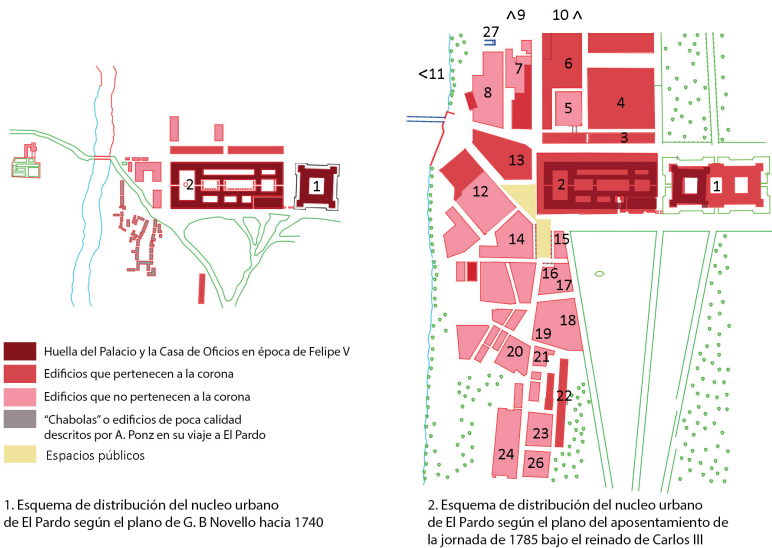 2
1
Huella del Palacio y la Casa de Oficios en época de Felipe V
Edificios que pertenecen a la corona
Edificios que no pertenecen a la corona
“Chabolas” o edificios de poca calidad
descritos por A. Ponz en su viaje a El Pardo
Espacios públicos
1. Esquema de distribución del nucleo urbano
de El Pardo según el plano de G. B Novello hacia 1740
^9
10 ^
27
<11
7
6
8
5
4
3
13
12
2
1
14
15
16
17
18
19
20
21
22
23
24
26
2. Esquema de distribución del nucleo urbano
de El Pardo según el plano del aposentamiento de
la jornada de 1785 bajo el reinado de Carlos III